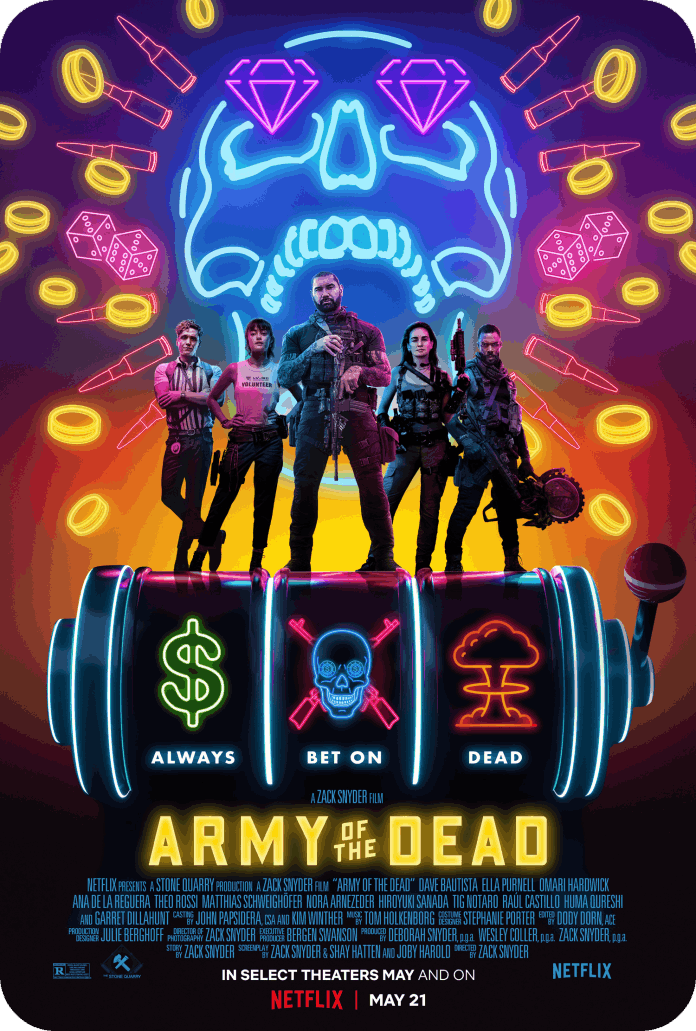 VOLUNTEER
ALWAYS BET ON DEAD
A ZACK SNYDER FILM
ARMY OF THE DEAD
NETFLIX PRESENTS A STONE QUARRY PRODUCTION A ZACK SNYDER FILM "ARMY OF THE DEAD" DAVE BAUTISTA ELLA PURNELL OMARI HARDWICK
ANA DE LA REGUERA THEO ROSSI MATTHIAS SCHWEIGHÖFER NORA ARNEZEDER HIROYUKI SANADA TIG NOTARO RAÚL CASTILLO HUMA QURESHI
AND GARRET DILLAHUNT CASTING BY JOHN PAPSIDERA, CSA AND KIM WINTHER MUSIC BY TOM HOLKENBORG COSTUME DESIGNER STEPHANIE PORTER EDITED BY DODY DORN, ACE
PRODUCTION DESIGNER JULIE BERGHOFF DIRECTOR OF PHOTOGRAPHY ZACK SNYDER EXECUTIVE PRODUCER BERGEN SWANSON PRODUCED BY DEBORAH SNYDER, p.g.a. WESLEY COLLER, p.g.a. ZACK SNYDER, p.g.a.
STORY BY ZACK SNYDER SCREENPLAY BY ZACK SNYDER & SHAY HATTEN AND JOBY HAROLD DIRECTED BY ZACK SNYDER
R
STONE QUARRY
IN SELECT THEATERS MAY AND ON NETFLIX
NETFLIX | MAY 21